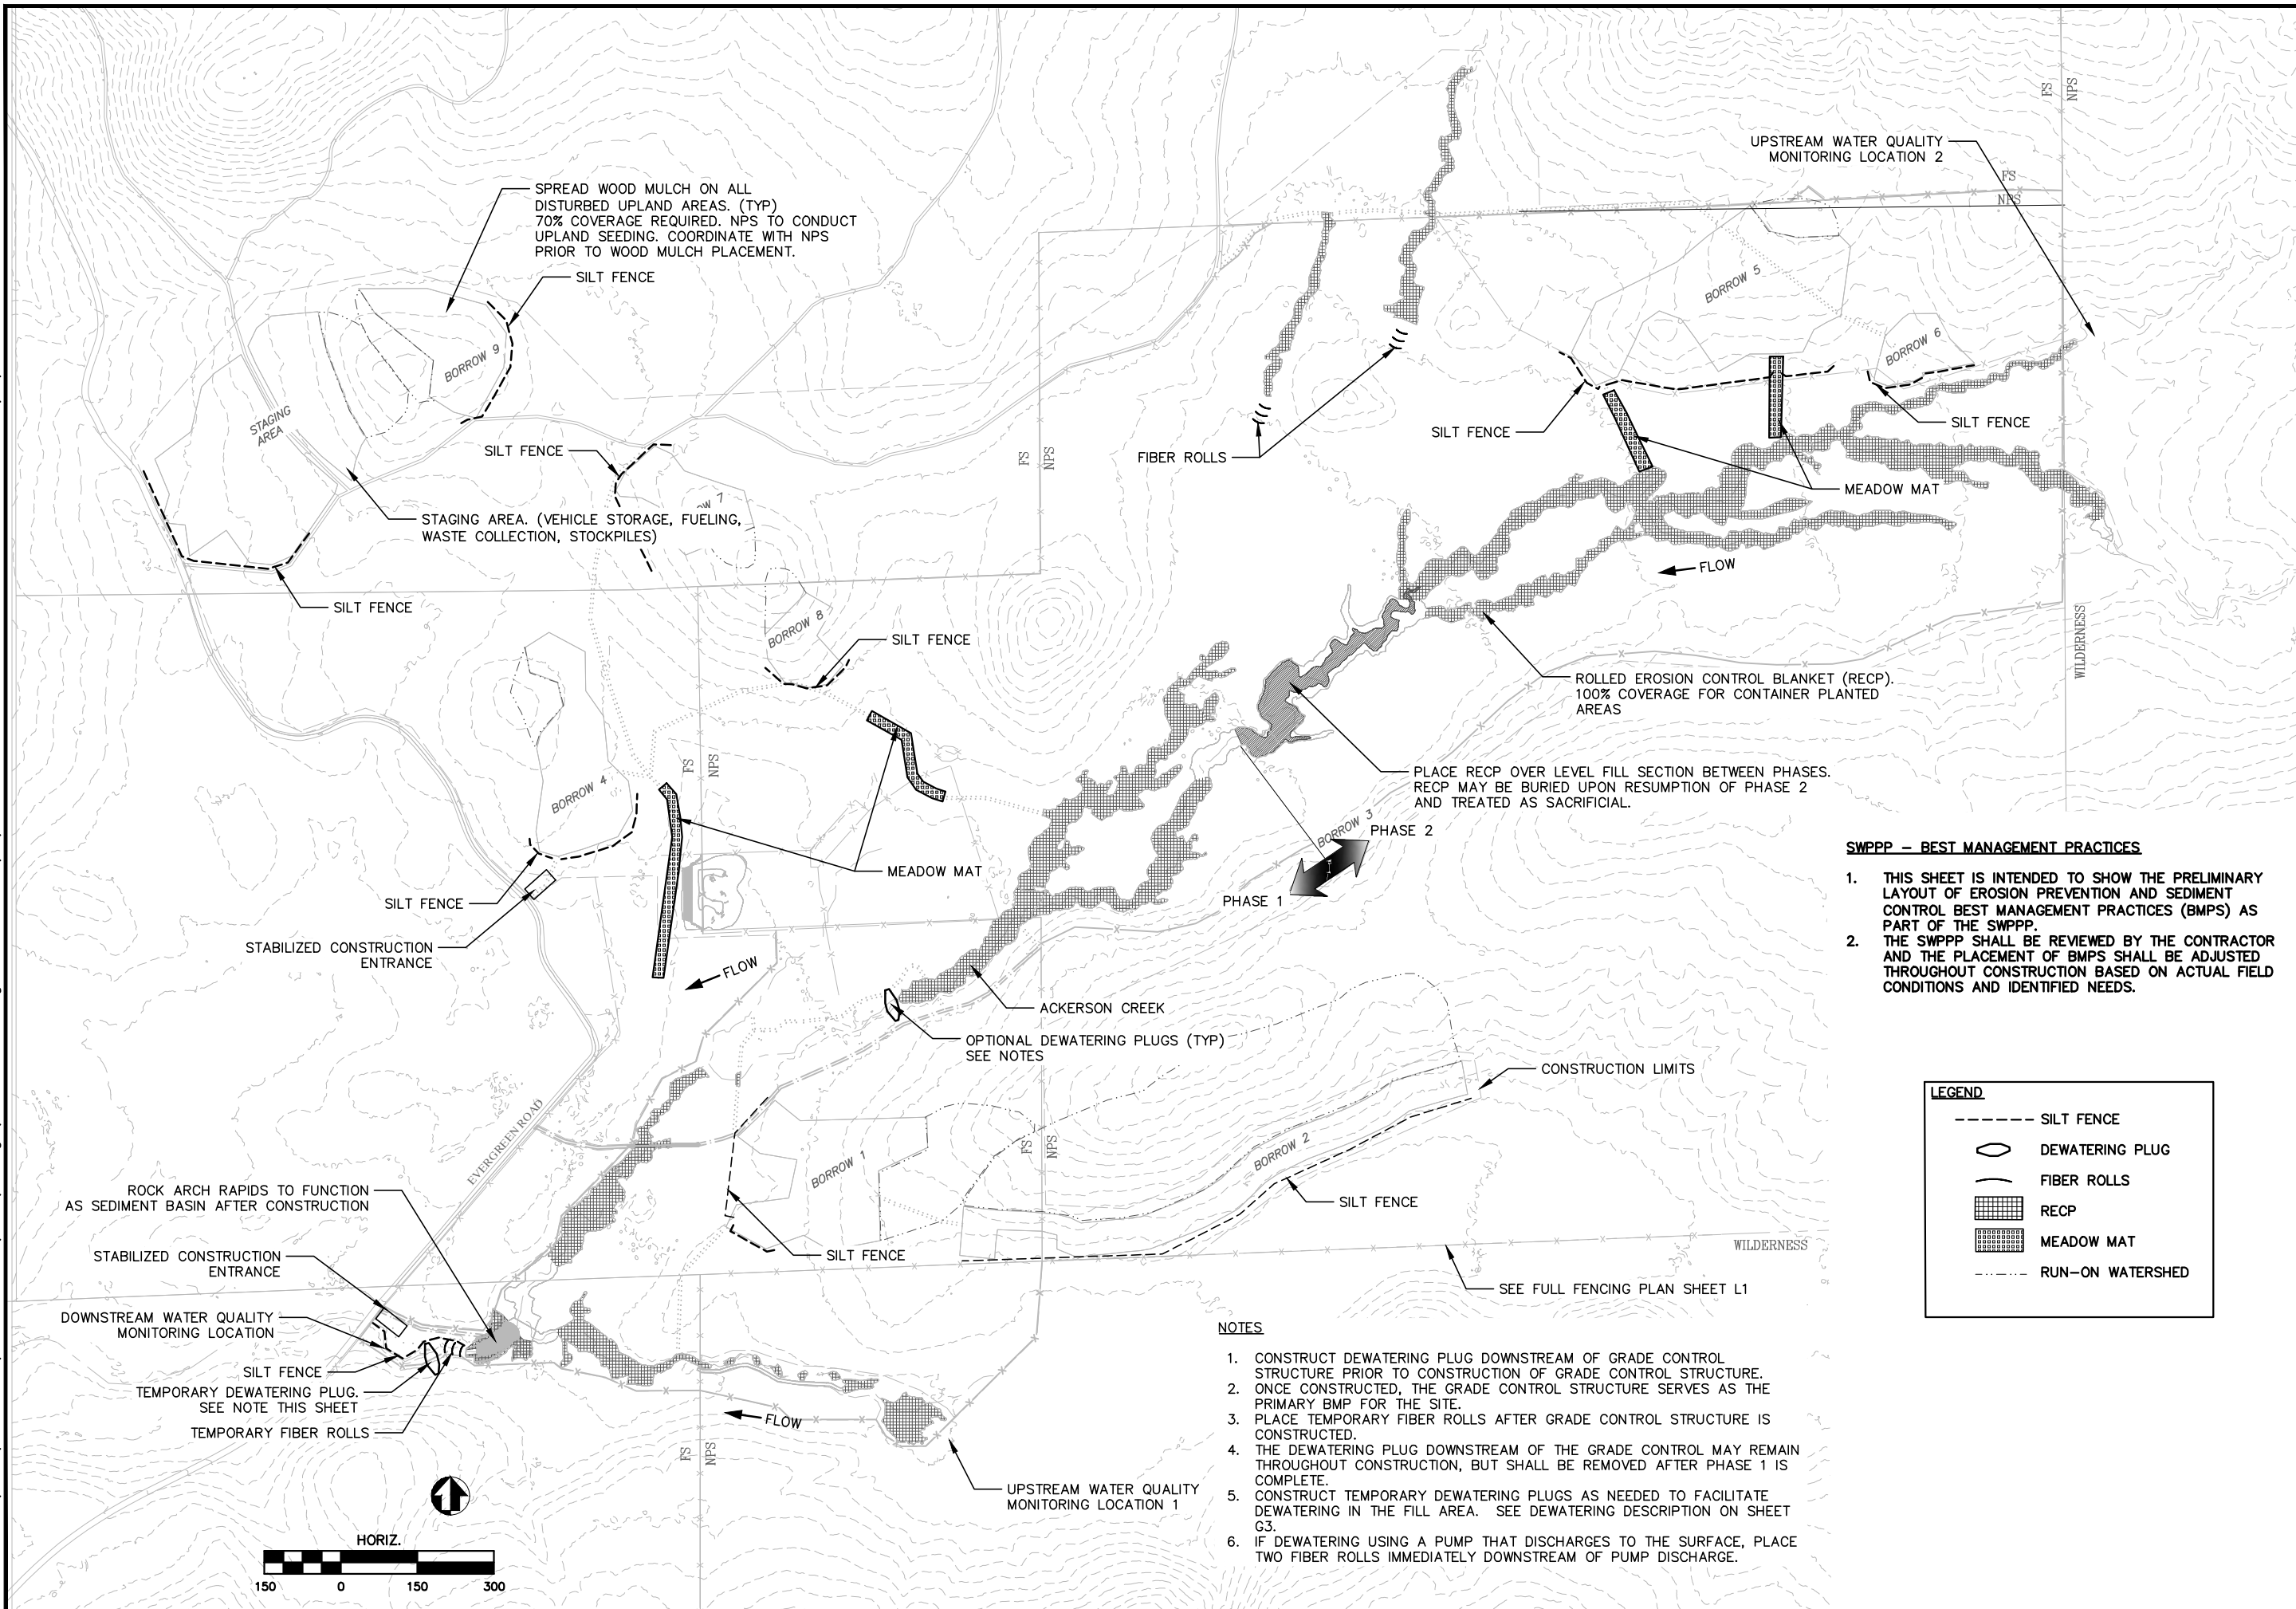 FS
NPS
UPSTREAM WATER QUALITY
MONITORING LOCATION 2
FS
NPS
SPREAD WOOD MULCH ON ALL
DISTURBED UPLAND AREAS. (TYP)
70% COVERAGE REQUIRED. NPS TO CONDUCT
UPLAND SEEDING. COORDINATE WITH NPS
PRIOR TO WOOD MULCH PLACEMENT.
SILT FENCE
BORROW 9
STAGING
AREA
SILT FENCE
OW 7
STAGING AREA. (VEHICLE STORAGE, FUELING,
WASTE COLLECTION, STOCKPILES)
SILT FENCE
BORROW 5
BORROW 6
FIBER ROLLS
FS
NPS
SILT FENCE
SILT FENCE
MEADOW MAT
FLOW
WILDERNESS
BORROW 8
SILT FENCE
ROLLED EROSION CONTROL BLANKET (RECP).
100% COVERAGE FOR CONTAINER PLANTED
AREAS
PLACE RECP OVER LEVEL FILL SECTION BETWEEN PHASES.
RECP MAY BE BURIED UPON RESUMPTION OF PHASE 2
AND TREATED AS SACRIFICIAL.
FS
NPS
BORROW 4
BORROW 3
PHASE 2
PHASE 1
MEADOW MAT
SILT FENCE
STABILIZED CONSTRUCTION
ENTRANCE
FLOW
ACKERSON CREEK
OPTIONAL DEWATERING PLUGS (TYP)
SEE NOTES
CONSTRUCTION LIMITS
SWPPP – BEST MANAGEMENT PRACTICES
1. THIS SHEET IS INTENDED TO SHOW THE PRELIMINARY
LAYOUT OF EROSION PREVENTION AND SEDIMENT
CONTROL BEST MANAGEMENT PRACTICES (BMPS) AS
PART OF THE SWPPP.
2. THE SWPPP SHALL BE REVIEWED BY THE CONTRACTOR
AND THE PLACEMENT OF BMPS SHALL BE ADJUSTED
THROUGHOUT CONSTRUCTION BASED ON ACTUAL FIELD
CONDITIONS AND IDENTIFIED NEEDS.
LEGEND
SILT FENCE
DEWATERING PLUG
FIBER ROLLS
RECP
MEADOW MAT
RUN–ON WATERSHED
EVERGREEN ROAD
BORROW 1
FS
NPS
BORROW 2
SILT FENCE
SILT FENCE
WILDERNESS
SEE FULL FENCING PLAN SHEET L1
ROCK ARCH RAPIDS TO FUNCTION
AS SEDIMENT BASIN AFTER CONSTRUCTION
STABILIZED CONSTRUCTION
ENTRANCE
DOWNSTREAM WATER QUALITY
MONITORING LOCATION
SILT FENCE
TEMPORARY DEWATERING PLUG.
SEE NOTE THIS SHEET
TEMPORARY FIBER ROLLS
FLOW
FS
NPS
UPSTREAM WATER QUALITY
MONITORING LOCATION 1
NOTES
1. CONSTRUCT DEWATERING PLUG DOWNSTREAM OF GRADE CONTROL
STRUCTURE PRIOR TO CONSTRUCTION OF GRADE CONTROL STRUCTURE.
2. ONCE CONSTRUCTED, THE GRADE CONTROL STRUCTURE SERVES AS THE
PRIMARY BMP FOR THE SITE.
3. PLACE TEMPORARY FIBER ROLLS AFTER GRADE CONTROL STRUCTURE IS
CONSTRUCTED.
4. THE DEWATERING PLUG DOWNSTREAM OF THE GRADE CONTROL MAY REMAIN
THROUGHOUT CONSTRUCTION, BUT SHALL BE REMOVED AFTER PHASE 1 IS
COMPLETE.
5. CONSTRUCT TEMPORARY DEWATERING PLUGS AS NEEDED TO FACILITATE
DEWATERING IN THE FILL AREA. SEE DEWATERING DESCRIPTION ON SHEET
G3.
6. IF DEWATERING USING A PUMP THAT DISCHARGES TO THE SURFACE, PLACE
TWO FIBER ROLLS IMMEDIATELY DOWNSTREAM OF PUMP DISCHARGE.
HORIZ.
150 0 150 300